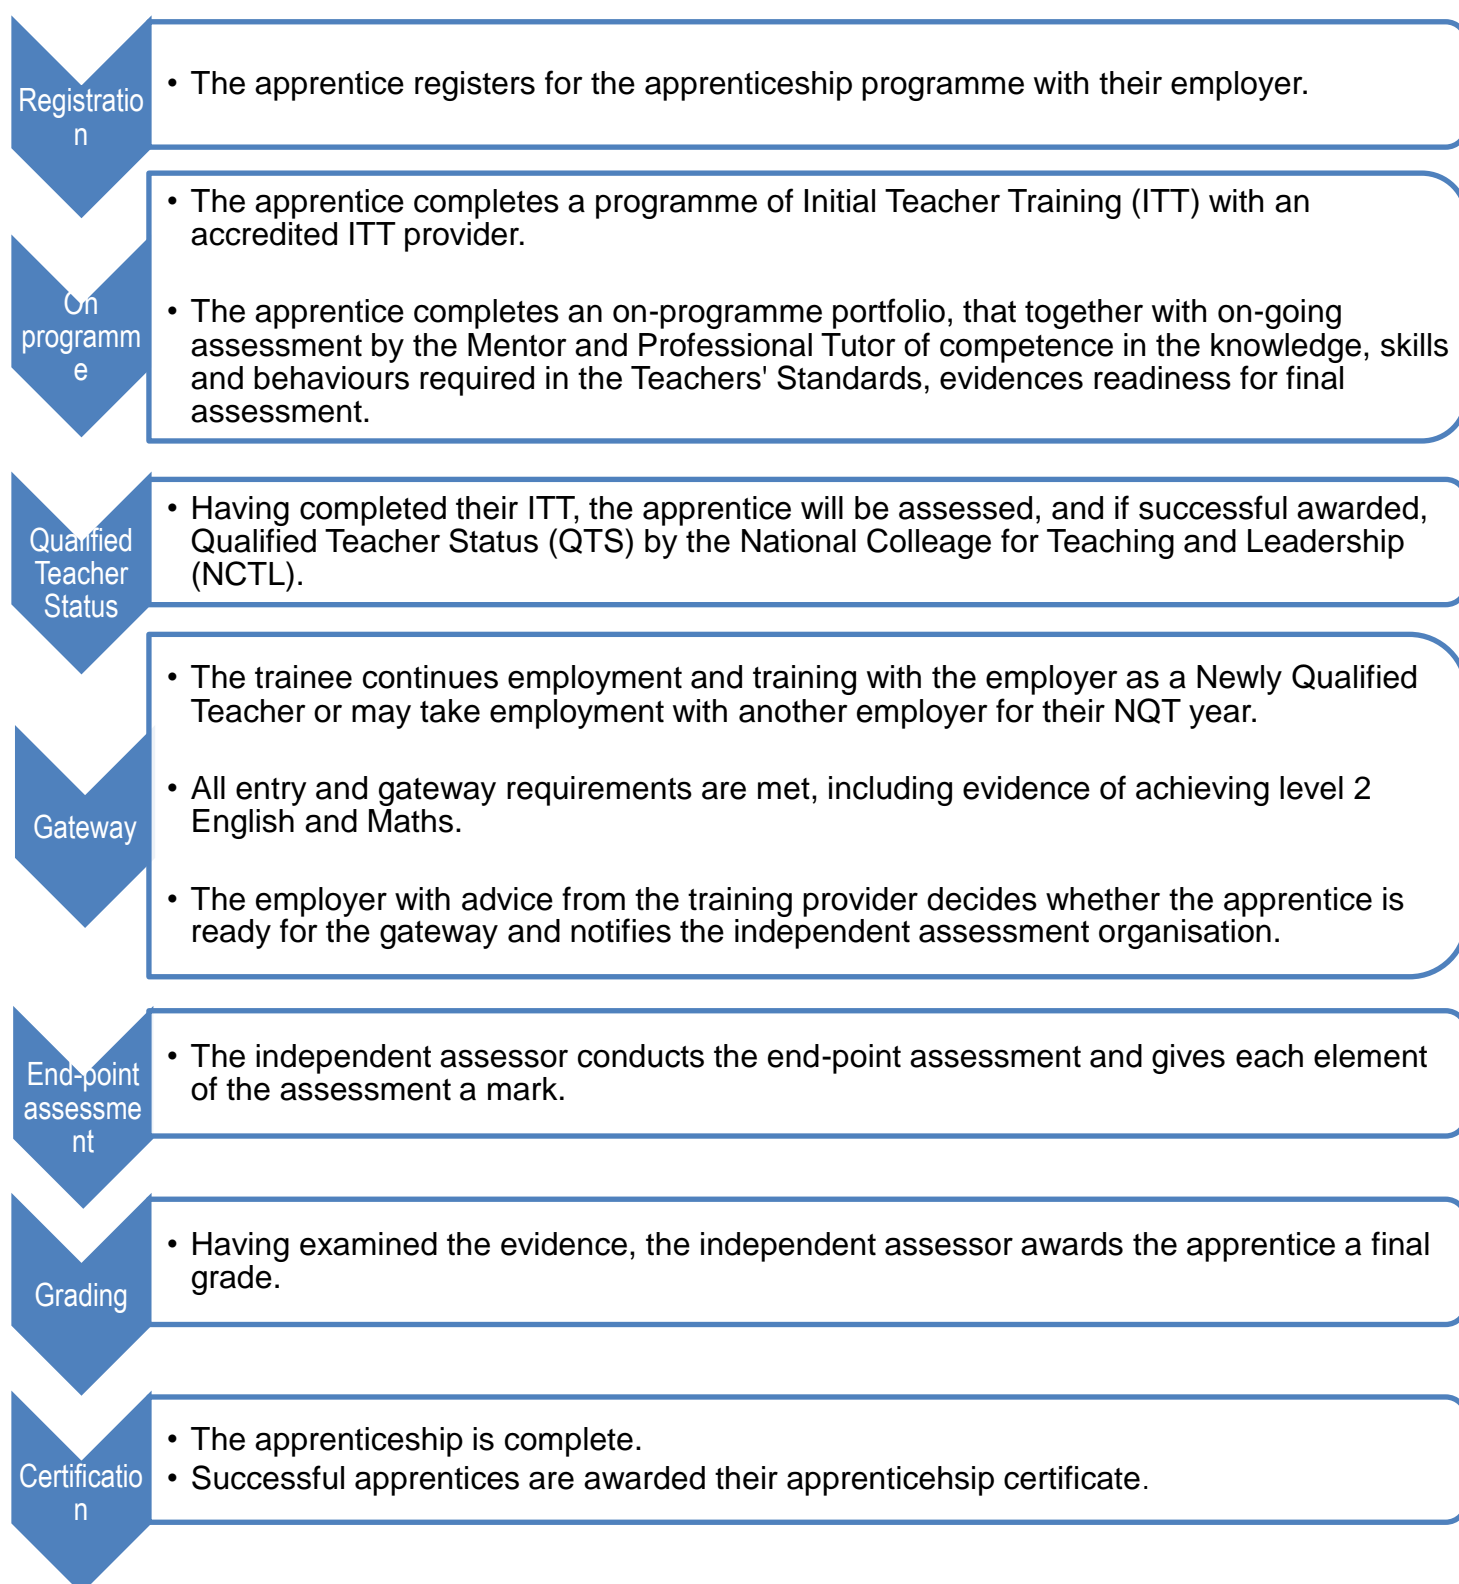 Registratio
n
• The apprentice registers for the apprenticeship programme with their employer.
On
programm
e
• The apprentice completes a programme of Initial Teacher Training (ITT) with an
accredited ITT provider.
• The apprentice completes an on-programme portfolio, that together with on-going
assessment by the Mentor and Professional Tutor of competence in the knowledge, skills
and behaviours required in the Teachers' Standards, evidences readiness for final
assessment.
Qualified
Teacher
Status
• Having completed their ITT, the apprentice will be assessed, and if successful awarded,
Qualified Teacher Status (QTS) by the National Colleage for Teaching and Leadership
(NCTL).
Gateway
• The trainee continues employment and training with the employer as a Newly Qualified
Teacher or may take employment with another employer for their NQT year.
• All entry and gateway requirements are met, including evidence of achieving level 2
English and Maths.
• The employer with advice from the training provider decides whether the apprentice is
ready for the gateway and notifies the independent assessment organisation.
End-point
assessme
nt
• The independent assessor conducts the end-point assessment and gives each element
of the assessment a mark.
Grading
• Having examined the evidence, the independent assessor awards the apprentice a final
grade.
Certificatio
n
• The apprenticeship is complete.
• Successful apprentices are awarded their apprenticehsip certificate.